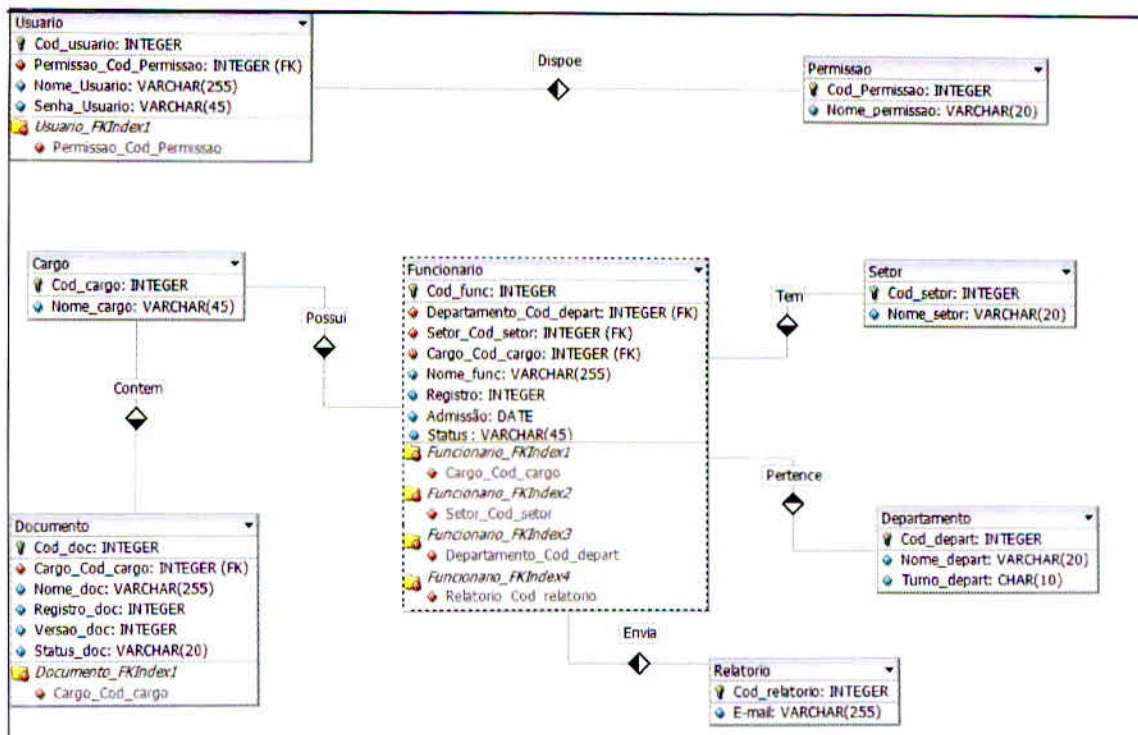 Usuario
Cod_usuario: INTEGER
Permissao_Cod_Permissao: INTEGER (FK)
Nome_Usuario: VARCHAR(255)
Senha_Usuario: VARCHAR(45)
Usuario_FKIndex1
Permissao_Cod_Permissao
Dispoe
Permissao
Cod_Permissao: INTEGER
Nome_permissao: VARCHAR(20)
Cargo
Cod_cargo: INTEGER
Nome_cargo: VARCHAR(45)
Possui
Funcionario
Cod_func: INTEGER
Departamento_Cod_depart: INTEGER (FK)
Setor_Cod_setor: INTEGER (FK)
Cargo_Cod_cargo: INTEGER (FK)
Nome_func: VARCHAR(255)
Registro: INTEGER
Admissão: DATE
Status : VARCHAR(45)
Funcionario_FKIndex1
Cargo_Cod_cargo
Funcionario_FKIndex2
Setor_Cod_setor
Funcionario_FKIndex3
Departamento_Cod_depart
Funcionario_FKIndex4
Relatorio_Cod_relatorio
Tem
Setor
Cod_setor: INTEGER
Nome_setor: VARCHAR(20)
Contem
Pertence
Documento
Cod_doc: INTEGER
Cargo_Cod_cargo: INTEGER (FK)
Nome_doc: VARCHAR(255)
Registro_doc: INTEGER
Versao_doc: INTEGER
Status_doc: VARCHAR(20)
Documento_FKIndex1
Cargo_Cod_cargo
Departamento
Cod_depart: INTEGER
Nome_depart: VARCHAR(20)
Turno_depart: CHAR(10)
Envia
Relatorio
Cod_relatorio: INTEGER
E-mail: VARCHAR(255)